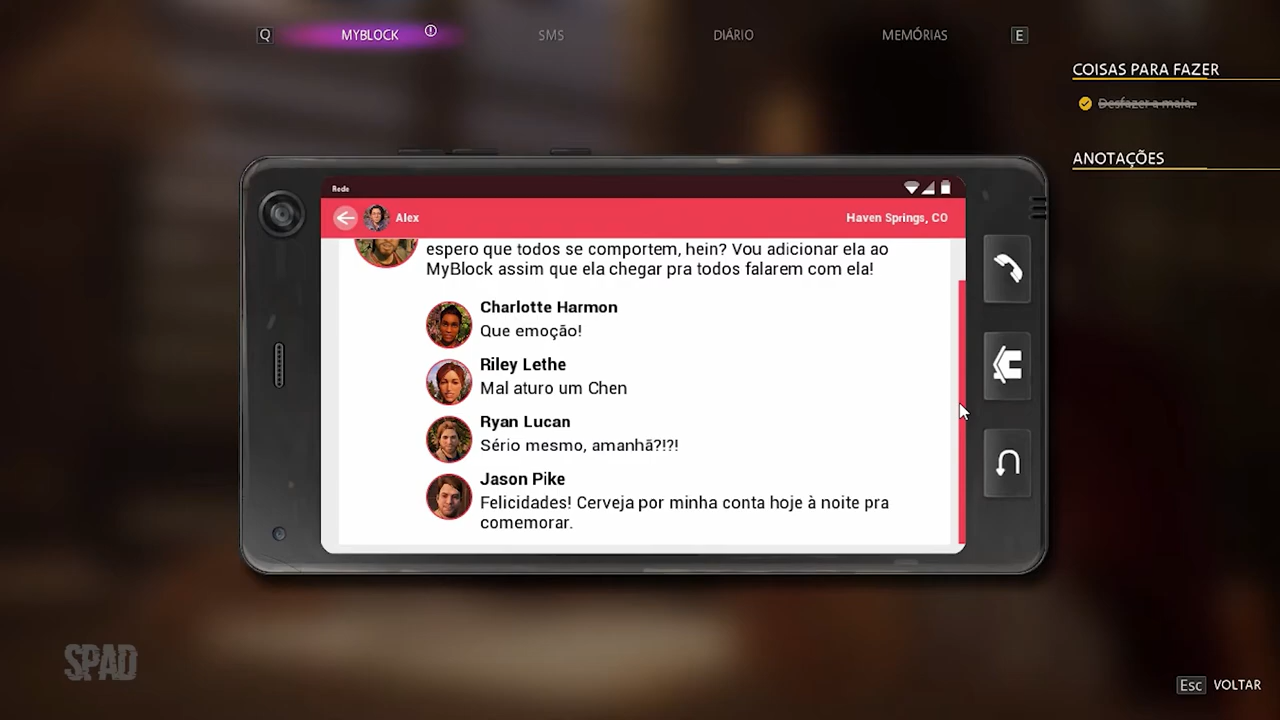 Q
MYBLOCK
SMS
DIÁRIO
MEMÓRIAS
E
COISAS PARA FAZER
Desfazer a mala.
ANOTAÇÕES
Rede
Alex
Haven Springs, CO
espero que todos se comportem, hein? Vou adicionar ela ao
MyBlock assim que ela chegar pra todos falarem com ela!
Charlotte Harmon
Que emoção!
Riley Lethe
Mal aturo um Chen
Ryan Lucan
Sério mesmo, amanhã?!?!
Jason Pike
Felicidades! Cerveja por minha conta hoje à noite pra
comemorar.
SPAD
Esc VOLTAR